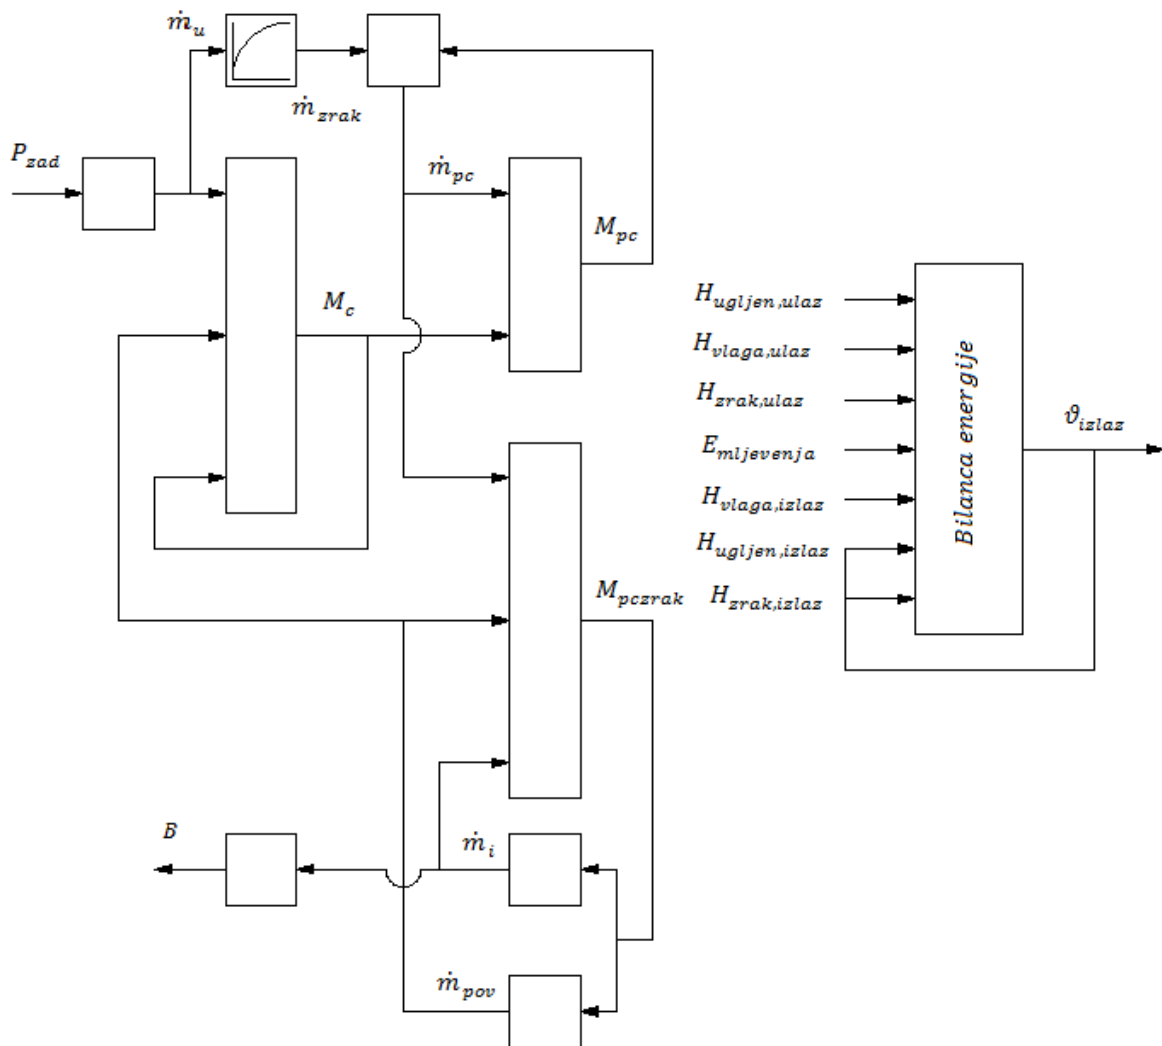 ṁ_u
ṁ_zrak
P_zad
ṁ_pc
M_pc
M_c
H_ugljen,ulaz
H_vlaga,ulaz
H_zrak,ulaz
E_mljevenja
H_vlaga,izlaz
H_ugljen,izlaz
H_zrak,izlaz
Bilanca energije
ϑ_izlaz
M_pczrak
B
ṁ_i
ṁ_pov